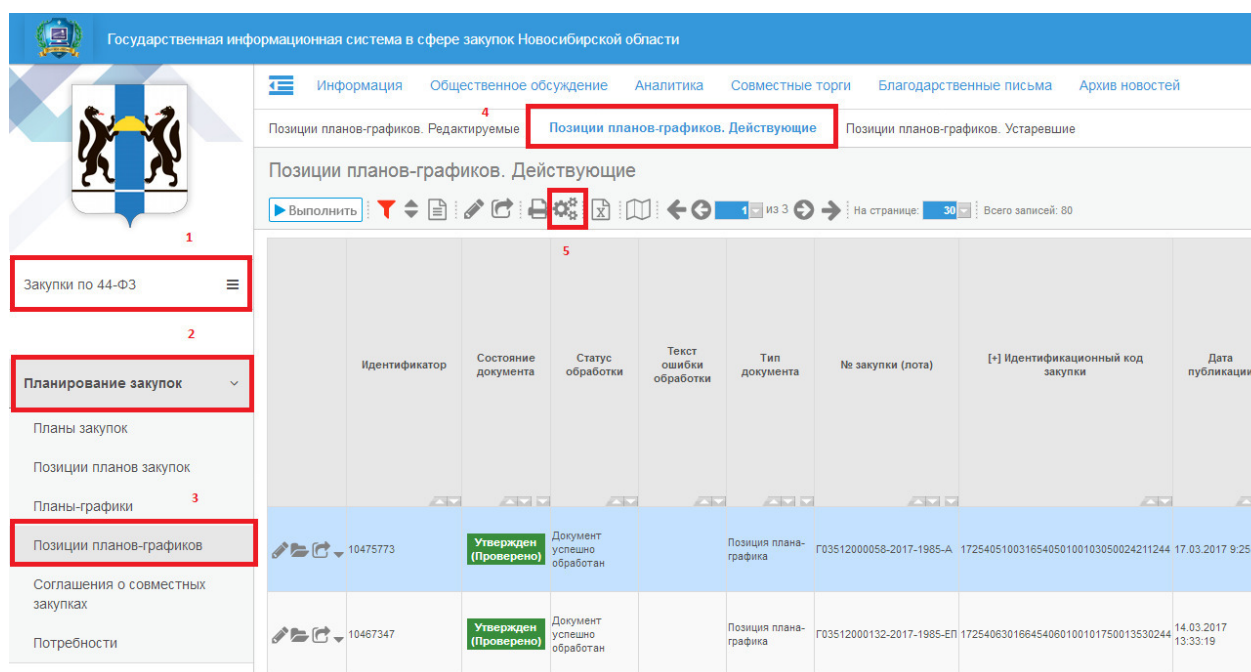 Государственная информационная система в сфере закупок Новосибирской области
Информация Общественное обсуждение Аналитика Совместные торги Благодарственные письма Архив новостей
4
Позиции планов-графиков. Редактируемые Позиции планов-графиков. Действующие Позиции планов-графиков. Устаревшие
Позиции планов-графиков. Действующие
Выполнить 1 из 3 На странице: 30 Всего записей: 80
5
1
Закупки по 44-ФЗ
2
Планирование закупок
Планы закупок
Позиции планов закупок
Планы-графики
3
Позиции планов-графиков
Соглашения о совместных
закупках
Потребности
Идентификатор
Состояние
документа
Статус
обработки
Текст
ошибки
обработки
Тип
документа
№ закупки (лота)
[+] Идентификационный код
закупки
Дата
публикации
10475773
Утвержден
(Проверено)
Документ
успешно
обработан
Позиция плана-
графика
Г03512000058-2017-1985-А
172540510031654050100103050024211244
17.03.2017 9:25
10467347
Утвержден
(Проверено)
Документ
успешно
обработан
Позиция плана-
графика
Г03512000132-2017-1985-ЕП
172540630166454060100101750013530244
14.03.2017
13:33:19